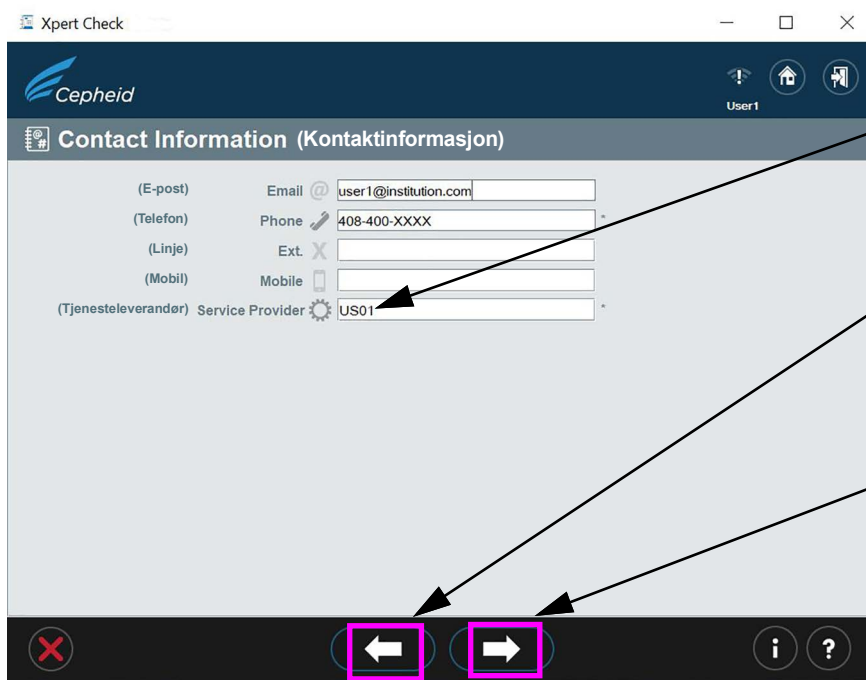 Xpert Check
Cepheid
User1
Contact Information (Kontaktinformasjon)
(E-post) Email @ user1@institution.com
(Telefon) Phone 408-400-XXXX *
(Linje) Ext. X
(Mobil) Mobile
(Tjenesteleverandør) Service Provider US01 *
i ?